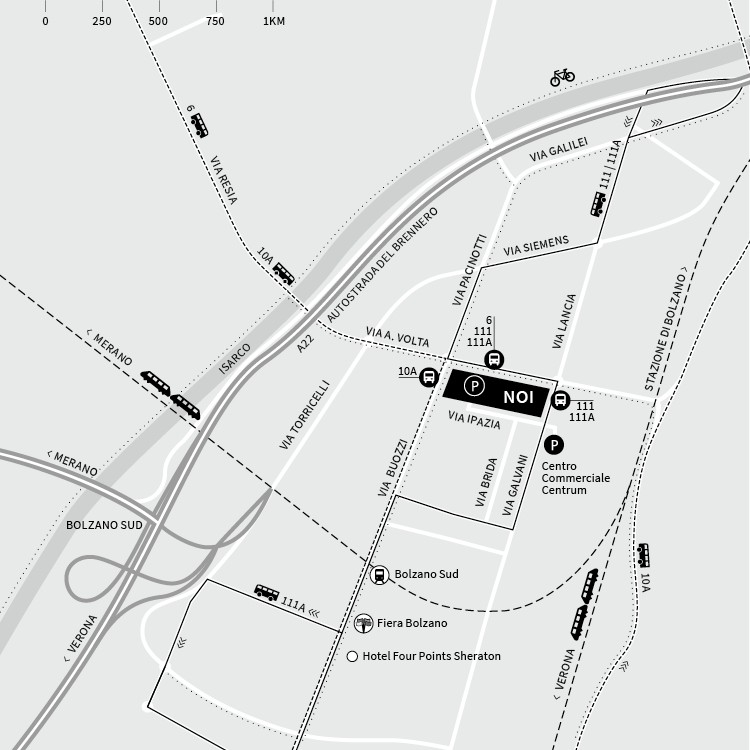 0 250 500 750 1KM
6
VIA RESIA
10A
VIA GALILEI
111 | 111A
VIA SIEMENS
VIA PACINOTTI
AUTOSTRADA DEL BRENNERO
A22
ISARCO
< MERANO
VIA A. VOLTA
VIA LANCIA
STAZIONE DI BOLZANO >
6
111
111A
10A
P
NOI
111
111A
VIA IPAZIA
VIA TORRICELLI
VIA BUOZZI
VIA BRIDA
VIA GALVANI
P
Centro
Commerciale
Centrum
< MERANO
BOLZANO SUD
< VERONA
Bolzano Sud
111A <<<
Fiera Bolzano
Hotel Four Points Sheraton
10A
< VERONA